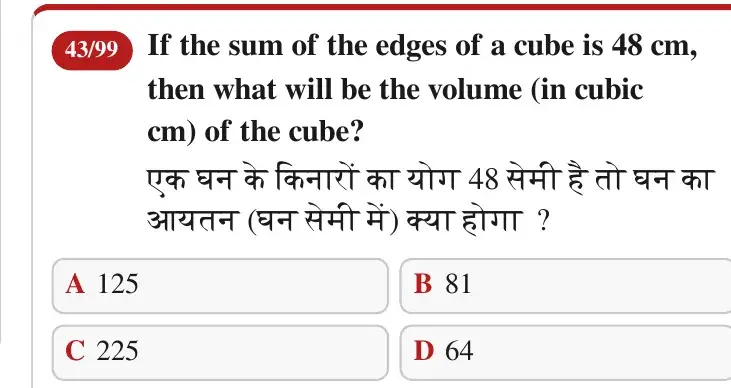 43/99 If the sum of the edges of a cube is 48 cm,
then what will be the volume (in cubic
cm) of the cube?
एक घन के किनारों का योग 48 सेमी है तो घन का
आयतन (घन सेमी में) क्या होगा ?
A 125 B 81
C 225 D 64